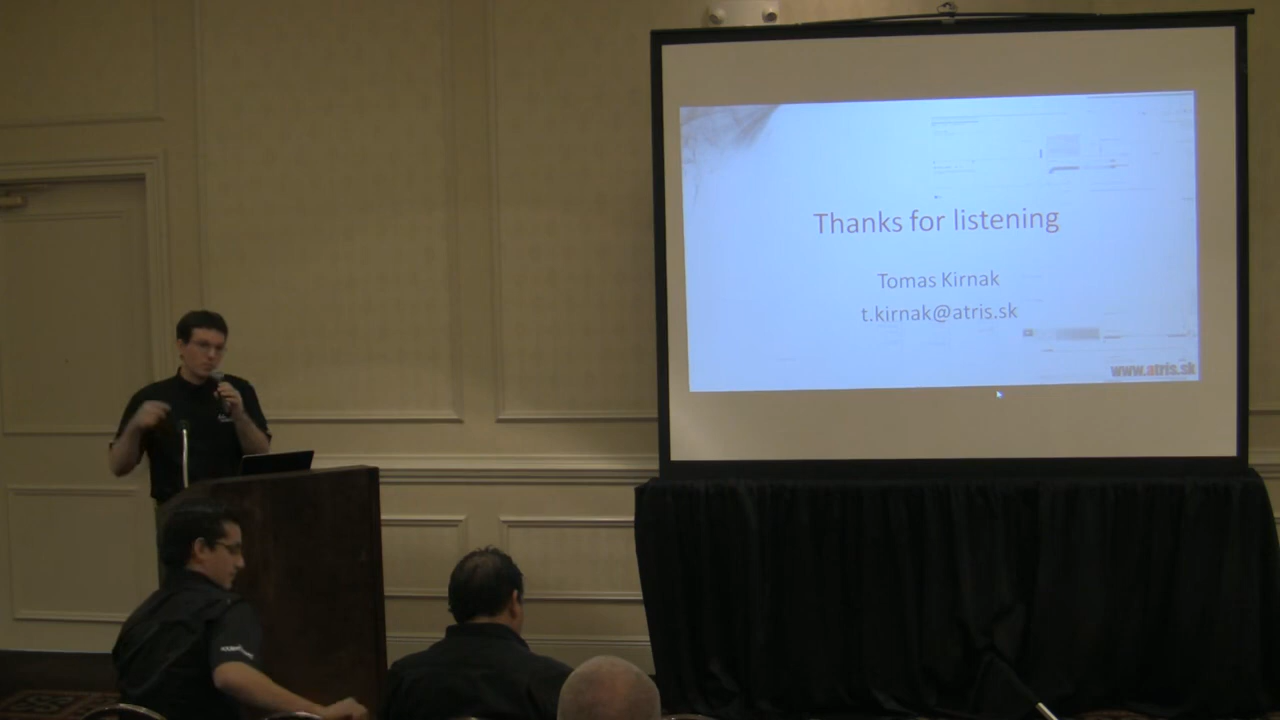 Thanks for listening
Tomas Kirnak
t.kirnak@atris.sk
www.atris.sk